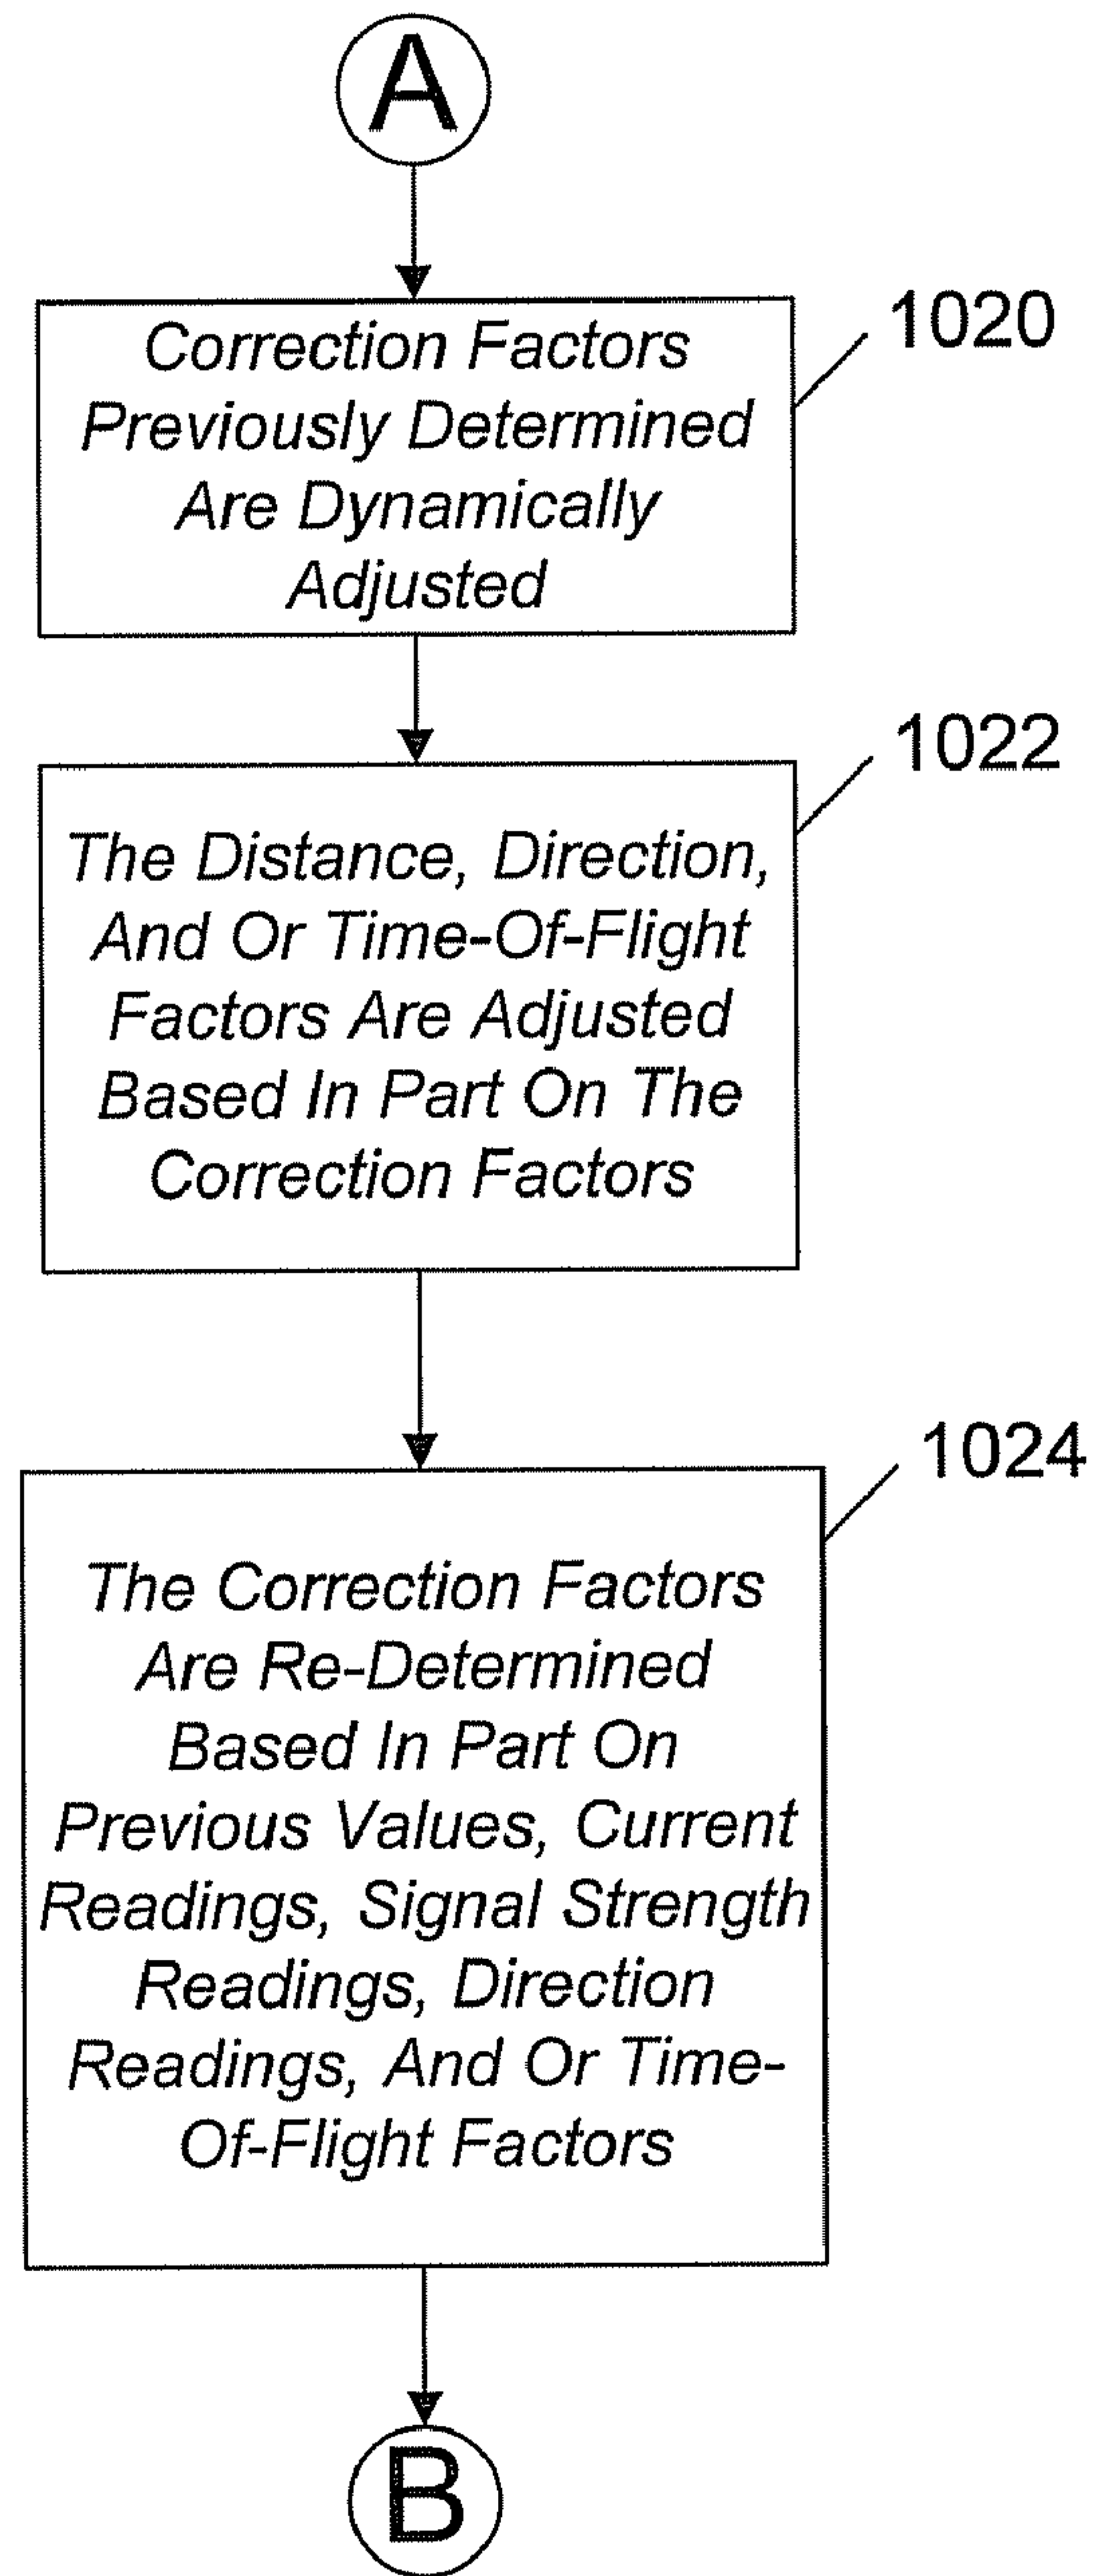 A
Correction Factors
Previously Determined
Are Dynamically
Adjusted
1020
The Distance, Direction,
And Or Time-Of-Flight
Factors Are Adjusted
Based In Part On The
Correction Factors
1022
The Correction Factors
Are Re-Determined
Based In Part On
Previous Values, Current
Readings, Signal Strength
Readings, Direction
Readings, And Or Time-
Of-Flight Factors
1024
B